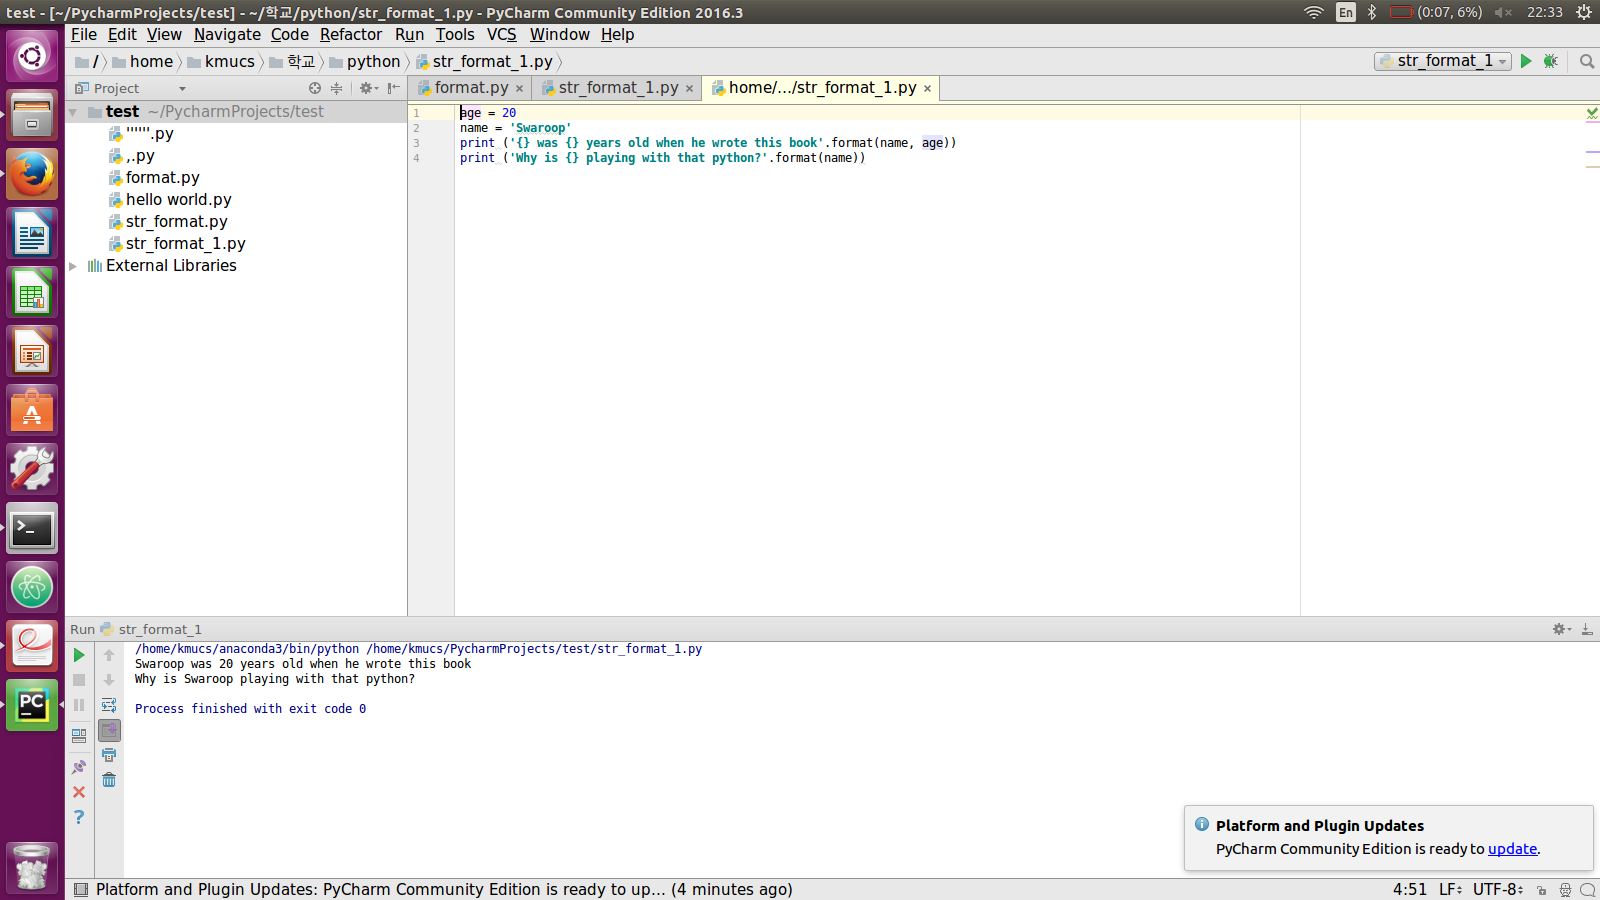 test - [~/PycharmProjects/test] - ~/학교/python/str_format_1.py - PyCharm Community Edition 2016.3
En (0:07, 6%) 22:33
File Edit View Navigate Code Refactor Run Tools VCS Window Help
/ home kmucs 학교 python str_format_1.py
str_format_1
Project
format.py × str_format_1.py × home/.../str_format_1.py ×
test ~/PycharmProjects/test
"""""".py
,.py
format.py
hello world.py
str_format.py
str_format_1.py
External Libraries
1 age = 20
2 name = 'Swaroop'
3 print ('{} was {} years old when he wrote this book'.format(name, age))
4 print ('Why is {} playing with that python?'.format(name))
Run str_format_1
/home/kmucs/anaconda3/bin/python /home/kmucs/PycharmProjects/test/str_format_1.py
Swaroop was 20 years old when he wrote this book
Why is Swaroop playing with that python?
Process finished with exit code 0
PC
Platform and Plugin Updates
PyCharm Community Edition is ready to update.
Platform and Plugin Updates: PyCharm Community Edition is ready to up... (4 minutes ago)
4:51 LF UTF-8